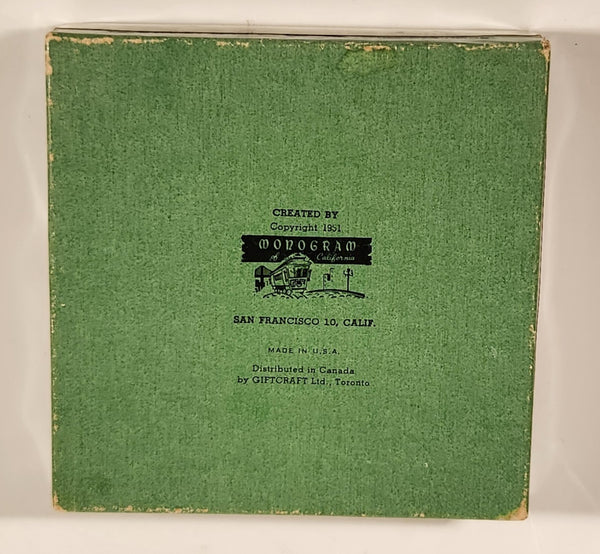 CREATED BY
Copyright 1951
MONOGRAM
of California
SAN FRANCISCO 10, CALIF.
MADE IN U.S.A.
Distributed in Canada
by GIFTCRAFT Ltd., Toronto